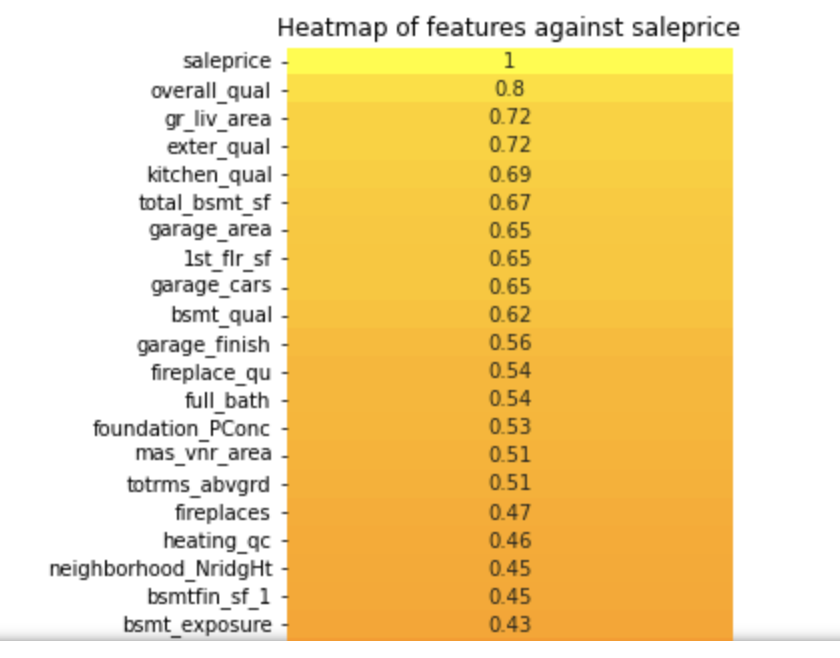 Heatmap of features against saleprice
saleprice - 1
overall_qual - 0.8
gr_liv_area - 0.72
exter_qual - 0.72
kitchen_qual - 0.69
total_bsmt_sf - 0.67
garage_area - 0.65
1st_flr_sf - 0.65
garage_cars - 0.65
bsmt_qual - 0.62
garage_finish - 0.56
fireplace_qu - 0.54
full_bath - 0.54
foundation_PConc - 0.53
mas_vnr_area - 0.51
totrms_abvgrd - 0.51
fireplaces - 0.47
heating_qc - 0.46
neighborhood_NridgHt - 0.45
bsmtfin_sf_1 - 0.45
bsmt_exposure - 0.43